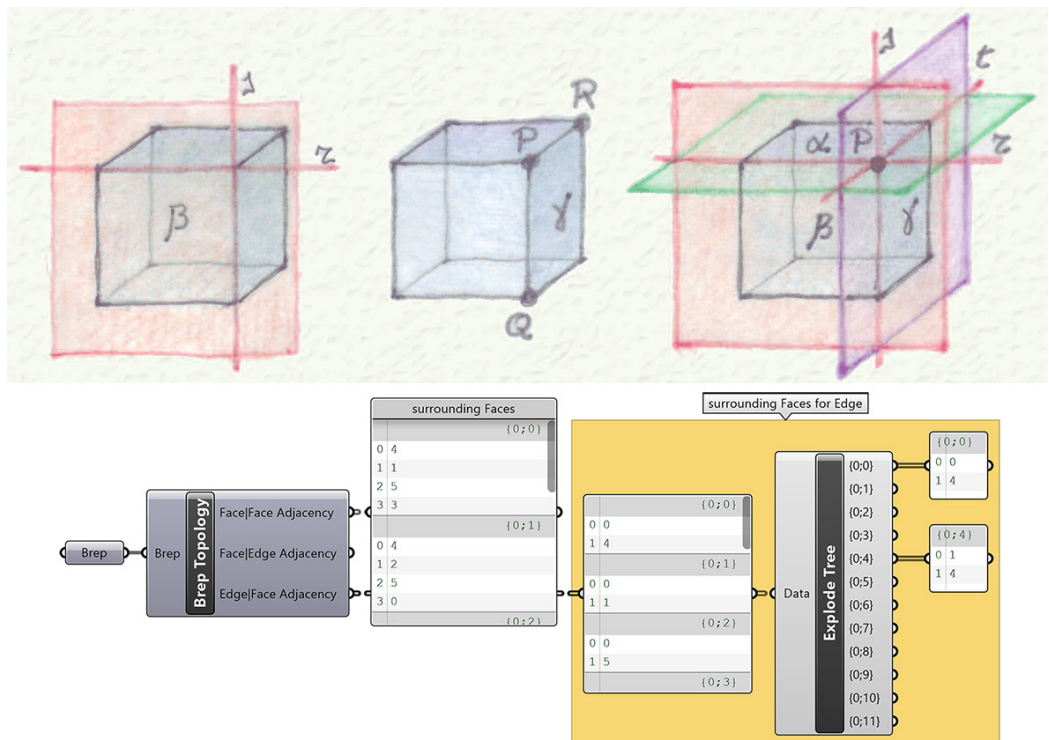 s
r
β
R
P
γ
Q
s
t
α P r
β γ
surrounding Faces
{0;0}
0 4
1 1
2 5
3 3
{0;1}
0 4
1 2
2 5
3 0
{0;2}
Brep
Brep
Brep Topology
Face|Face Adjacency
Face|Edge Adjacency
Edge|Face Adjacency
surrounding Faces for Edge
{0;0}
0 0
1 4
{0;1}
0 0
1 1
{0;2}
0 0
1 5
{0;3}
Data
Explode Tree
{0;0}
{0;1}
{0;2}
{0;3}
{0;4}
{0;5}
{0;6}
{0;7}
{0;8}
{0;9}
{0;10}
{0;11}
{0;0}
0 0
1 4
{0;4}
0 1
1 4